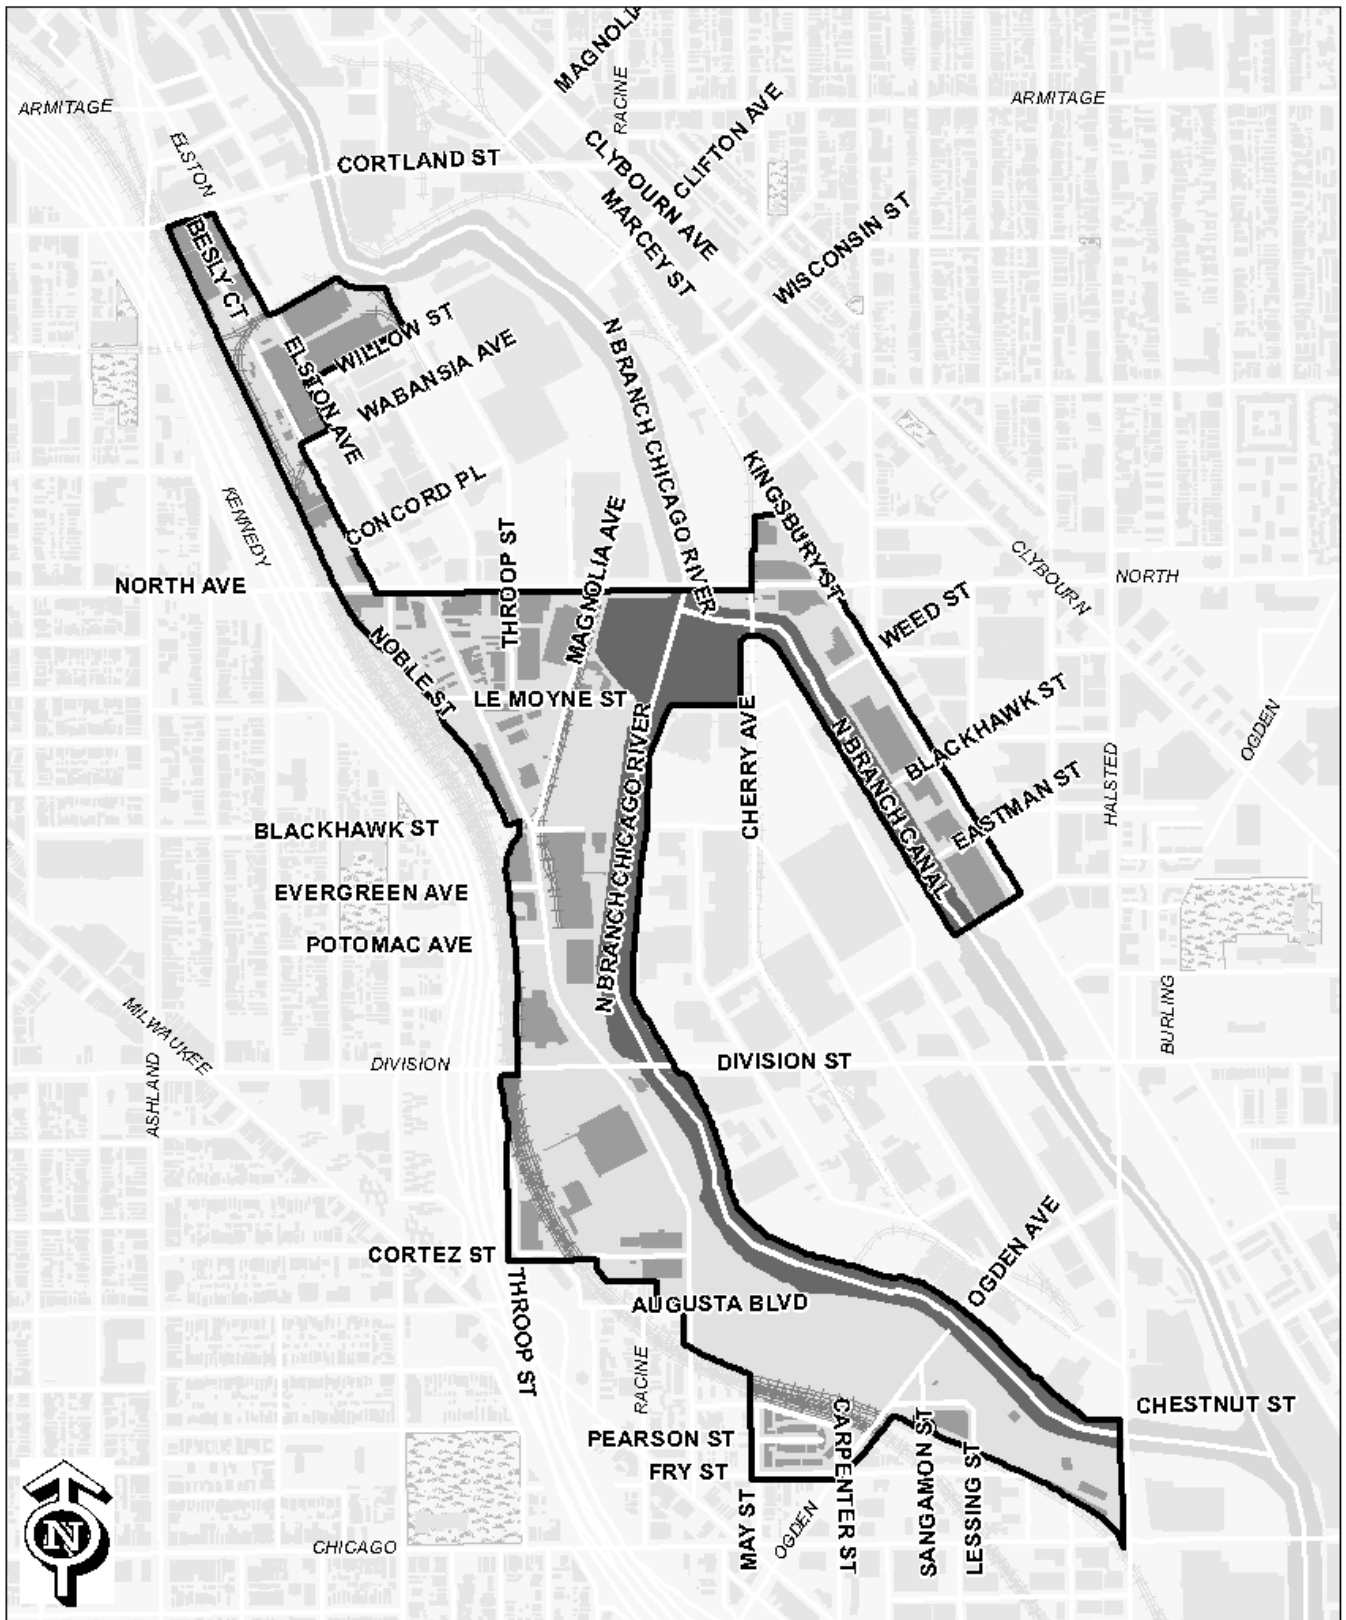 MAGNOLIA
RACINE
ARMITAGE
ARMITAGE
CLIFTON AVE
ELSTON
CORTLAND ST
CLYBOURN AVE
MARCEY ST
WISCONSIN ST
BESLY CT
WILLOW ST
ELSTON AVE
WABANSIA AVE
N BRANCH CHICAGO RIVER
KINGSBURY ST
CONCORD PL
KENNEDY
THROOP ST
MAGNOLIA AVE
CLYBOURN
NORTH AVE
NORTH
WEED ST
NOBLE ST
LE MOYNE ST
BLACKHAWK ST
OGDEN
CHERRY AVE
N BRANCH CANAL
HALSTED
EASTMAN ST
N BRANCH CHICAGO RIVER
BLACKHAWK ST
EVERGREEN AVE
POTOMAC AVE
MILWAUKEE
BURLING
DIVISION
DIVISION ST
ASHLAND
OGDEN AVE
CORTEZ ST
THROOP ST
AUGUSTA BLVD
RACINE
CHESTNUT ST
PEARSON ST
FRY ST
CARPENTER ST
SANGAMON ST
LESSING ST
MAY ST
OGDEN
N
CHICAGO